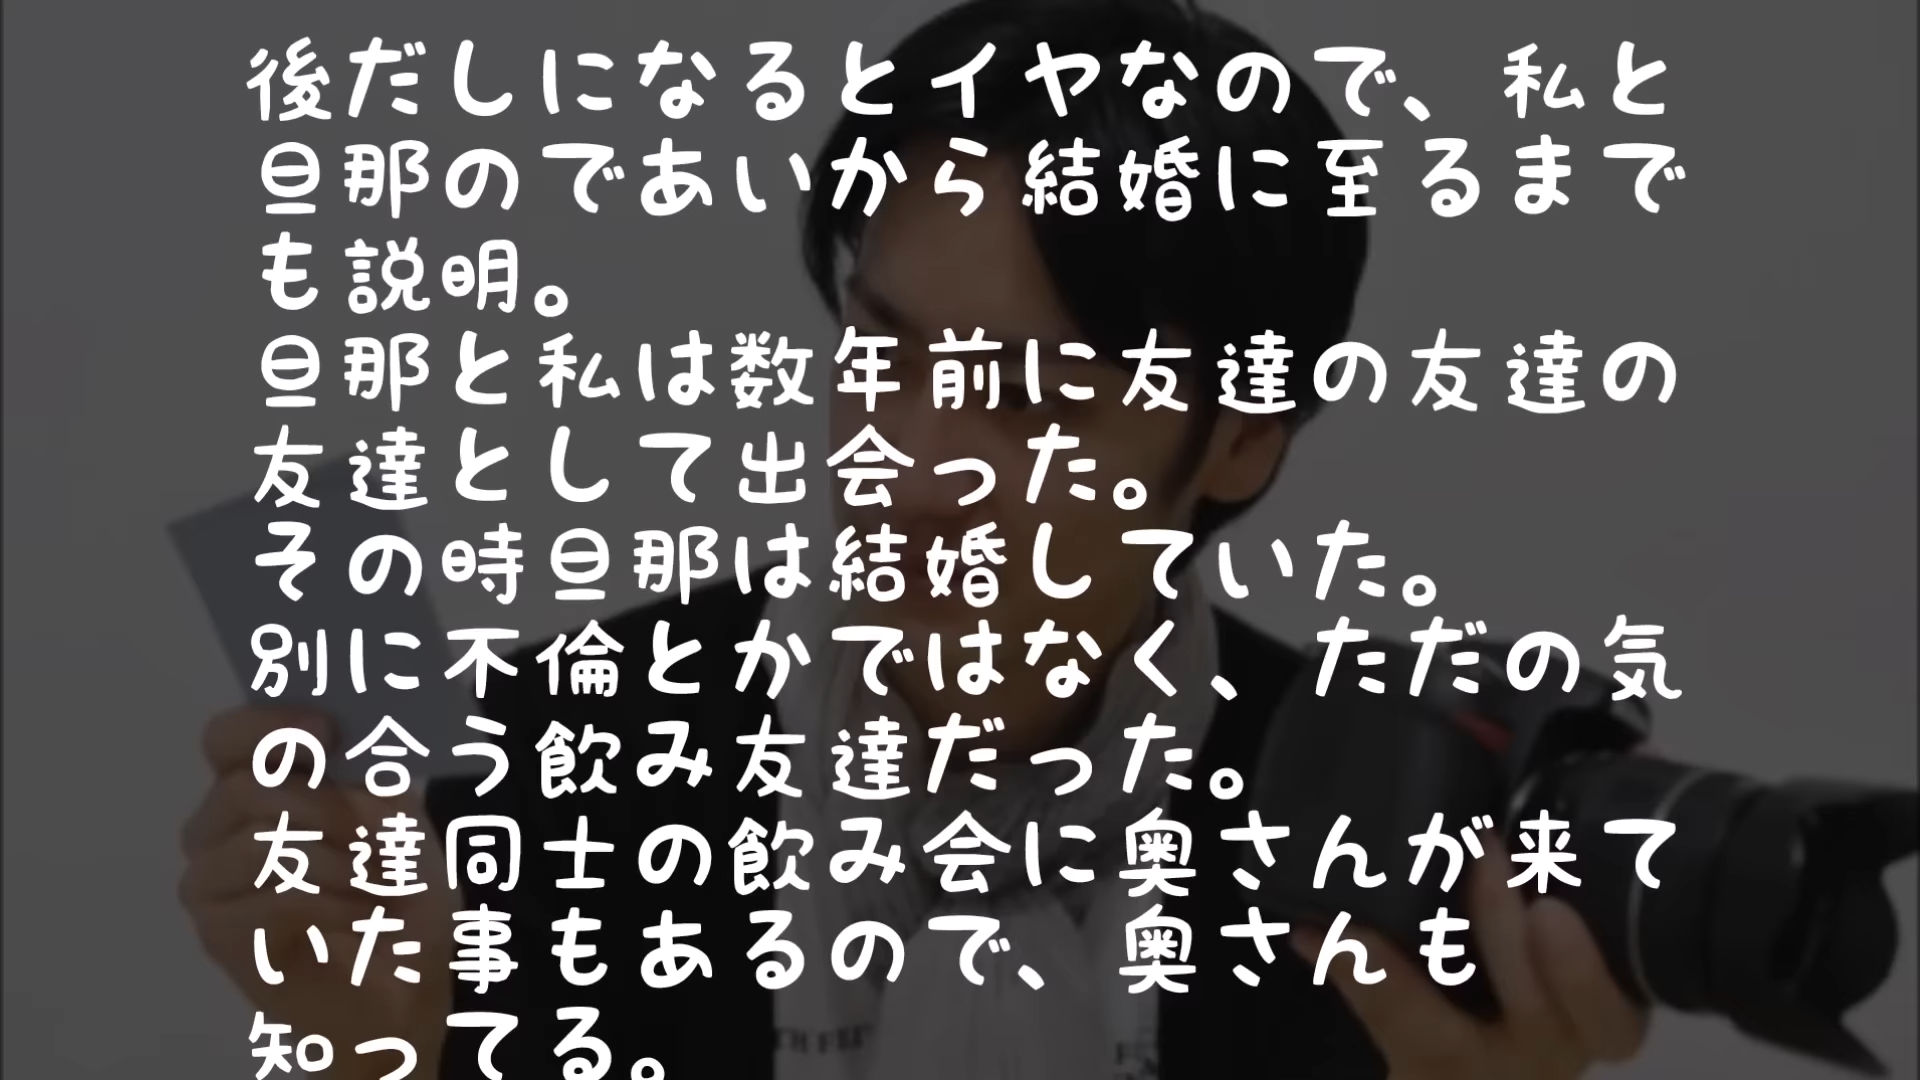 後だしになるとイヤなので、私と
旦那のであいから結婚に至るまで
も説明。
旦那と私は数年前に友達の友達の
友達として出会った。
その時旦那は結婚していた。
別に不倫とかではなく、ただの気
の合う飲み友達だった。
友達同士の飲み会に奥さんが来て
いた事もあるので、奥さんも
知ってる。